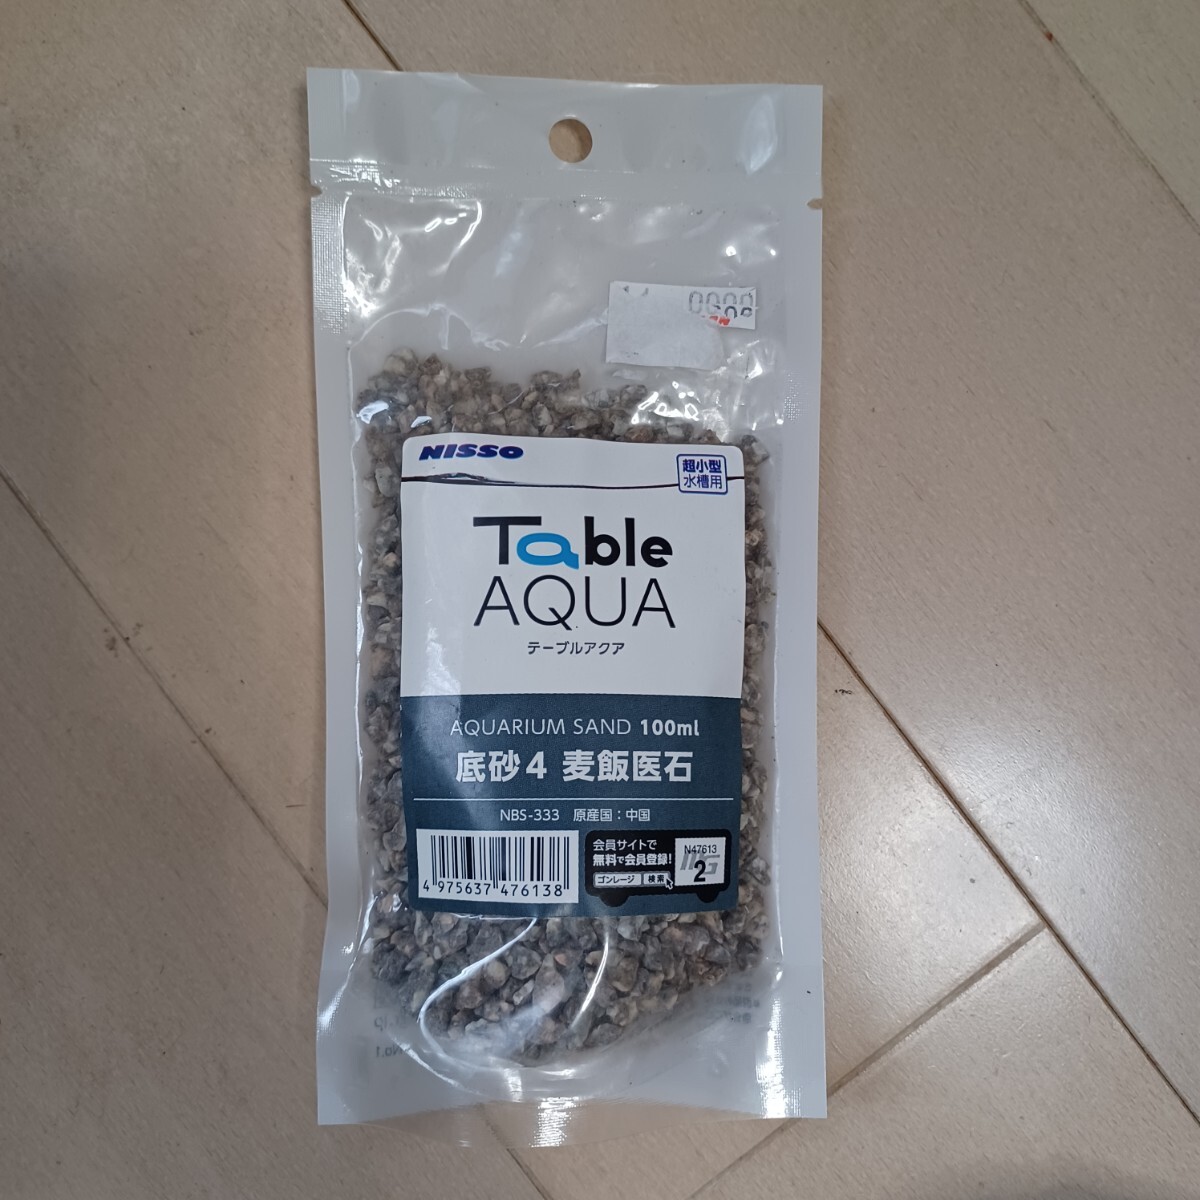 0000
NISSO
超小型
水槽用
Table
AQUA
テーブルアクア
AQUARIUM SAND 100ml
底砂4 麦飯医石
NBS-333 原産国:中国
会員サイトで
無料で会員登録!
ゴンレージ 検索
N47613
2
4 975637 476138